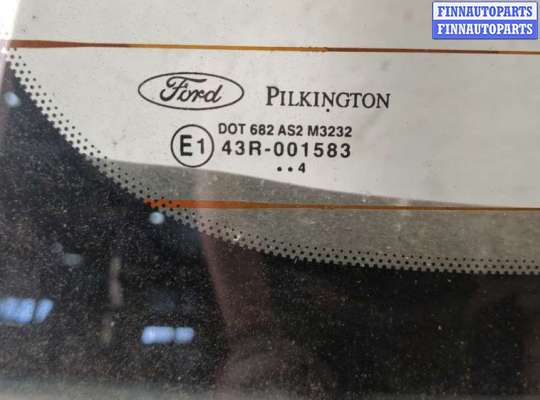 FINNAUTOPARTS
FINNAUTOPARTS
Ford PILKINGTON
DOT 682 AS2 M3232
E1 43R-001583
••4